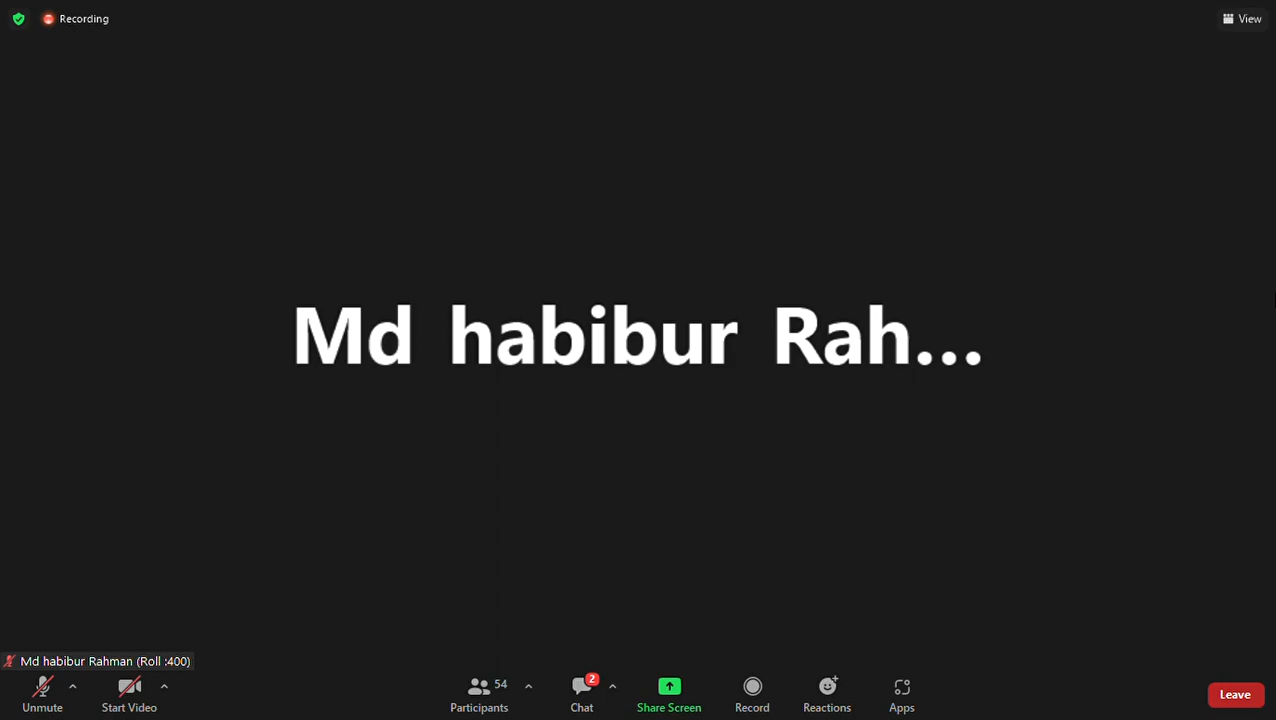 Recording
View
Md habibur Rah...
Md habibur Rahman (Roll :400)
54
2
Unmute
Start Video
Participants
Chat
Share Screen
Record
Reactions
Apps
Leave